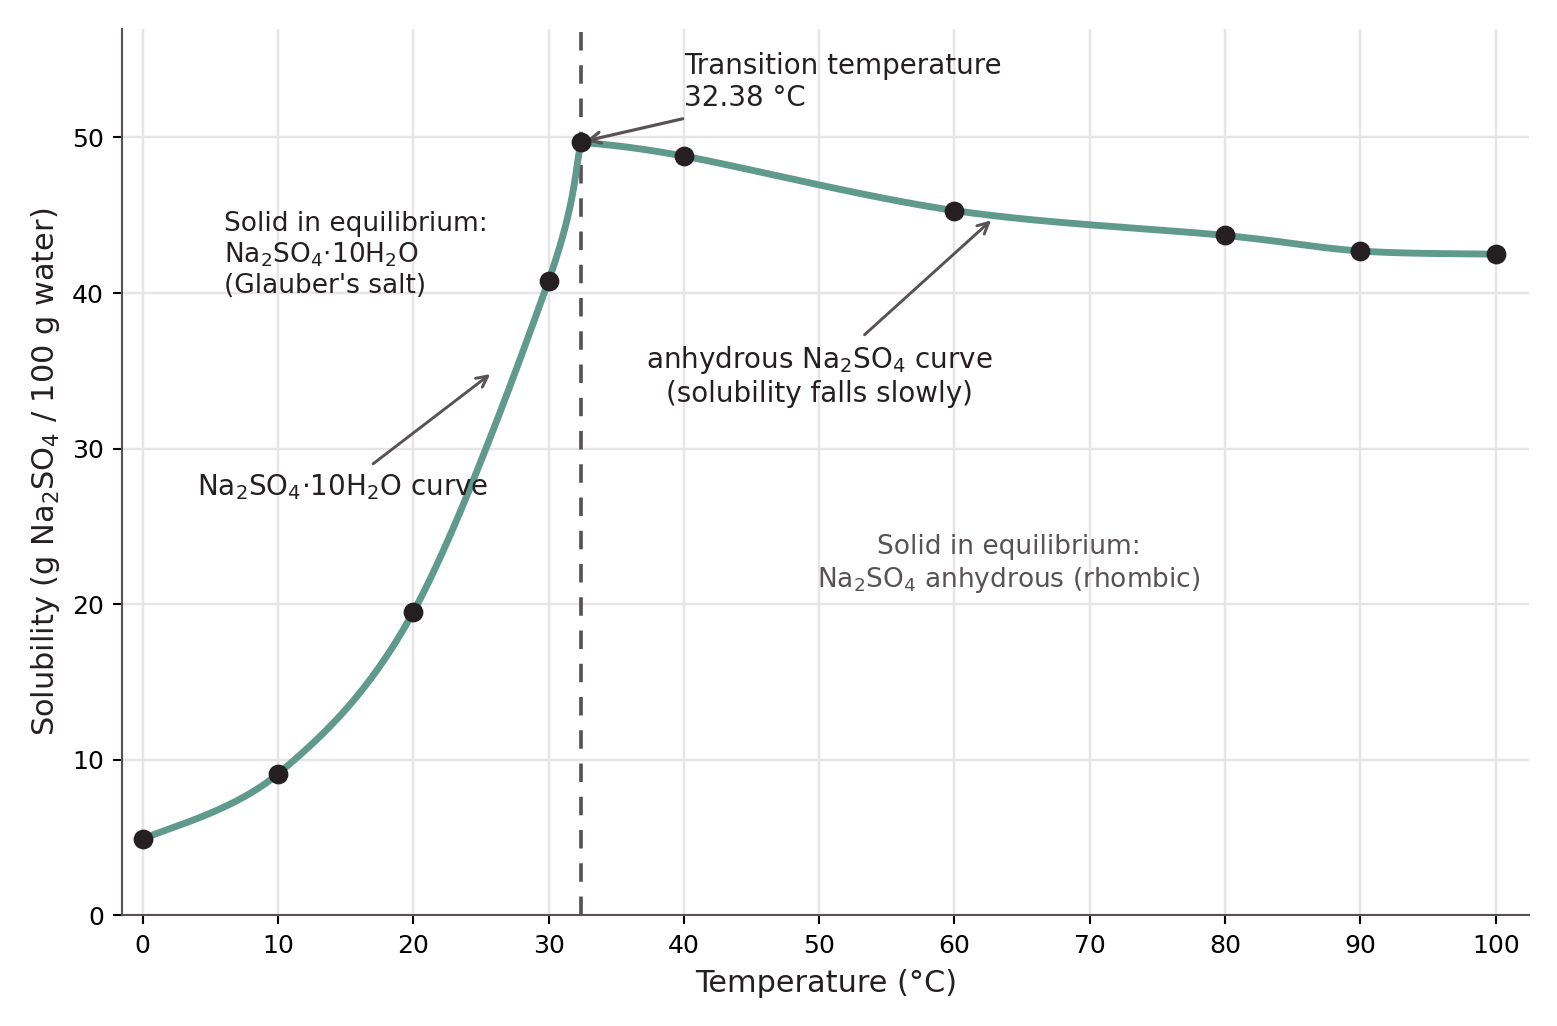 Transition temperature
32.38 °C
Solid in equilibrium:
Na₂SO₄·10H₂O
(Glauber's salt)
anhydrous Na₂SO₄ curve
(solubility falls slowly)
Na₂SO₄·10H₂O curve
Solid in equilibrium:
Na₂SO₄ anhydrous (rhombic)
Solubility (g Na₂SO₄ / 100 g water)
50
40
30
20
10
0
0 10 20 30 40 50 60 70 80 90 100
Temperature (°C)